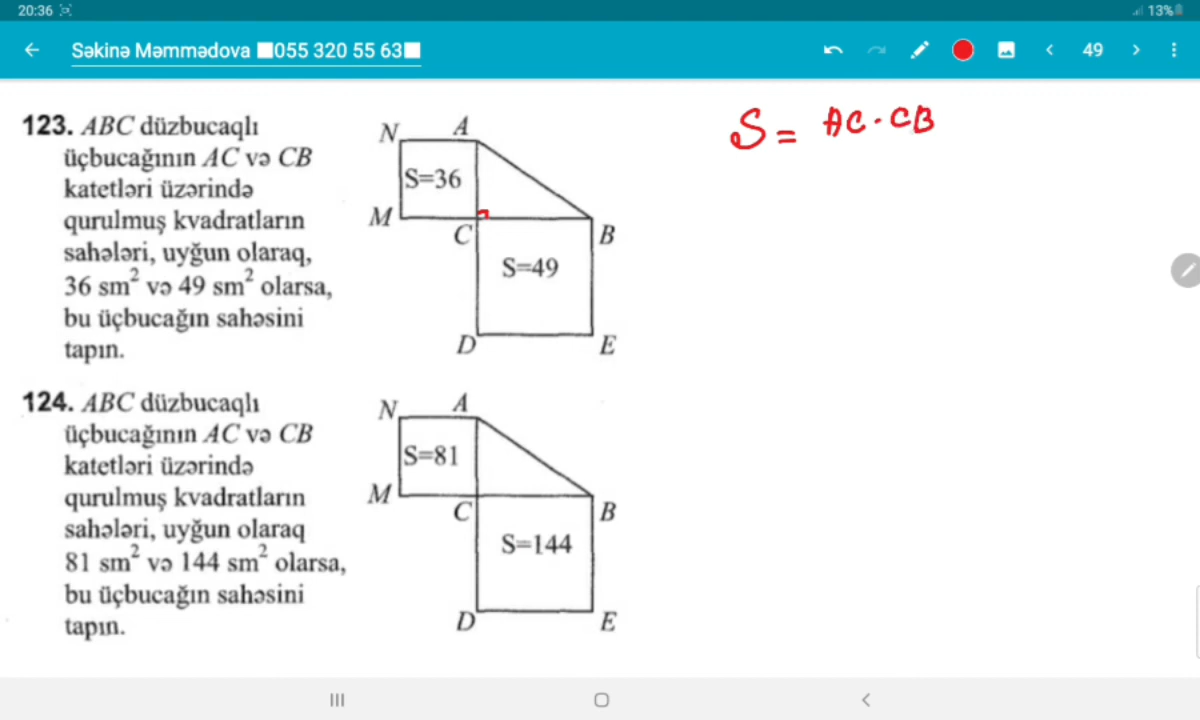 20:36 13%
Səkinə Məmmədova 055 320 55 63 49
123. ABC düzbucaqlı
üçbucağının AC və CB
katetləri üzərində
qurulmuş kvadratların
sahələri, uyğun olaraq,
36 sm² və 49 sm² olarsa,
bu üçbucağın sahəsini
tapın.
N A
S=36
M C B
S=49
D E
S = AC · CB
124. ABC düzbucaqlı
üçbucağının AC və CB
katetləri üzərində
qurulmuş kvadratların
sahələri, uyğun olaraq
81 sm² və 144 sm² olarsa,
bu üçbucağın sahəsini
tapın.
N A
S=81
M C B
S=144
D E